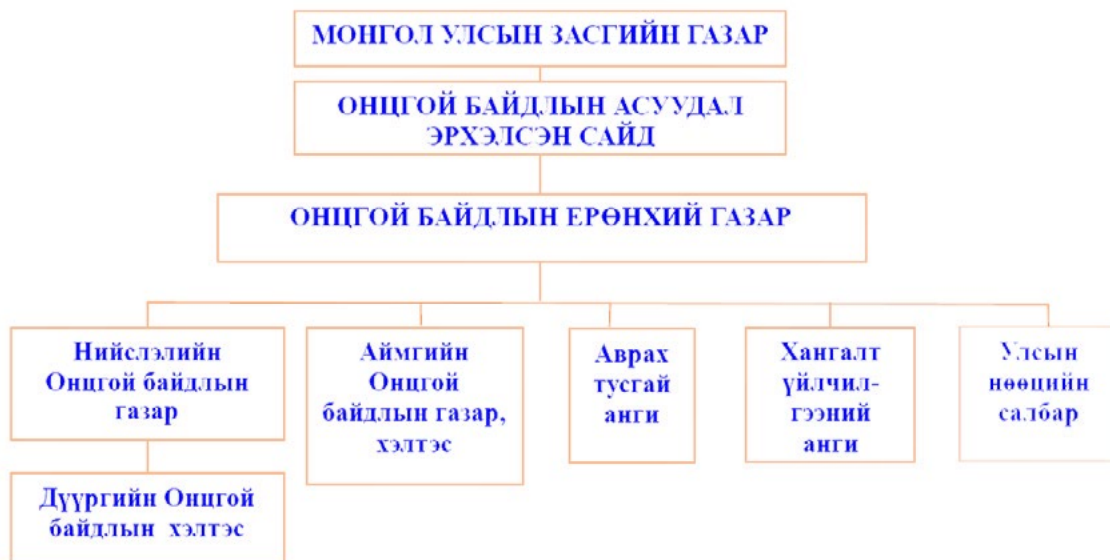 МОНГОЛ УЛСЫН ЗАСГИЙН ГАЗАР
ОНЦГОЙ БАЙДЛЫН АСУУДАЛ
ЭРХЭЛСЭН САЙД
ОНЦГОЙ БАЙДЛЫН ЕРӨНХИЙ ГАЗАР
Нийслэлийн
Онцгой байдлын
газар
Аймгийн
Онцгой
байдлын газар,
хэлтэс
Аврах
тусгай
анги
Хангалт
үйлчил-
гээний
анги
Улсын
нөөцийн
салбар
Дүүргийн Онцгой
байдлын хэлтэс